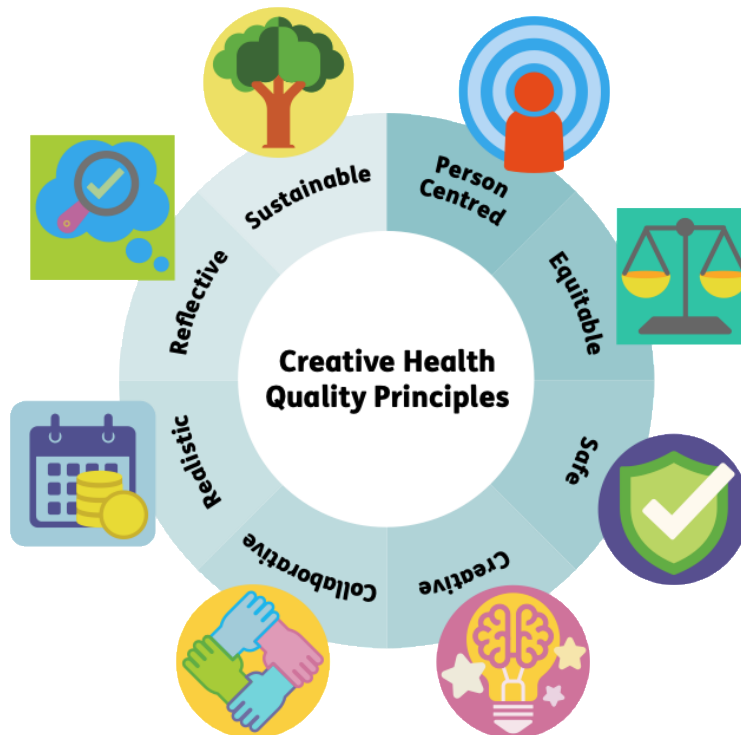 Creative Health
Quality Principles
Person
Centred
Equitable
Safe
Creative
Collaborative
Realistic
Reflective
Sustainable